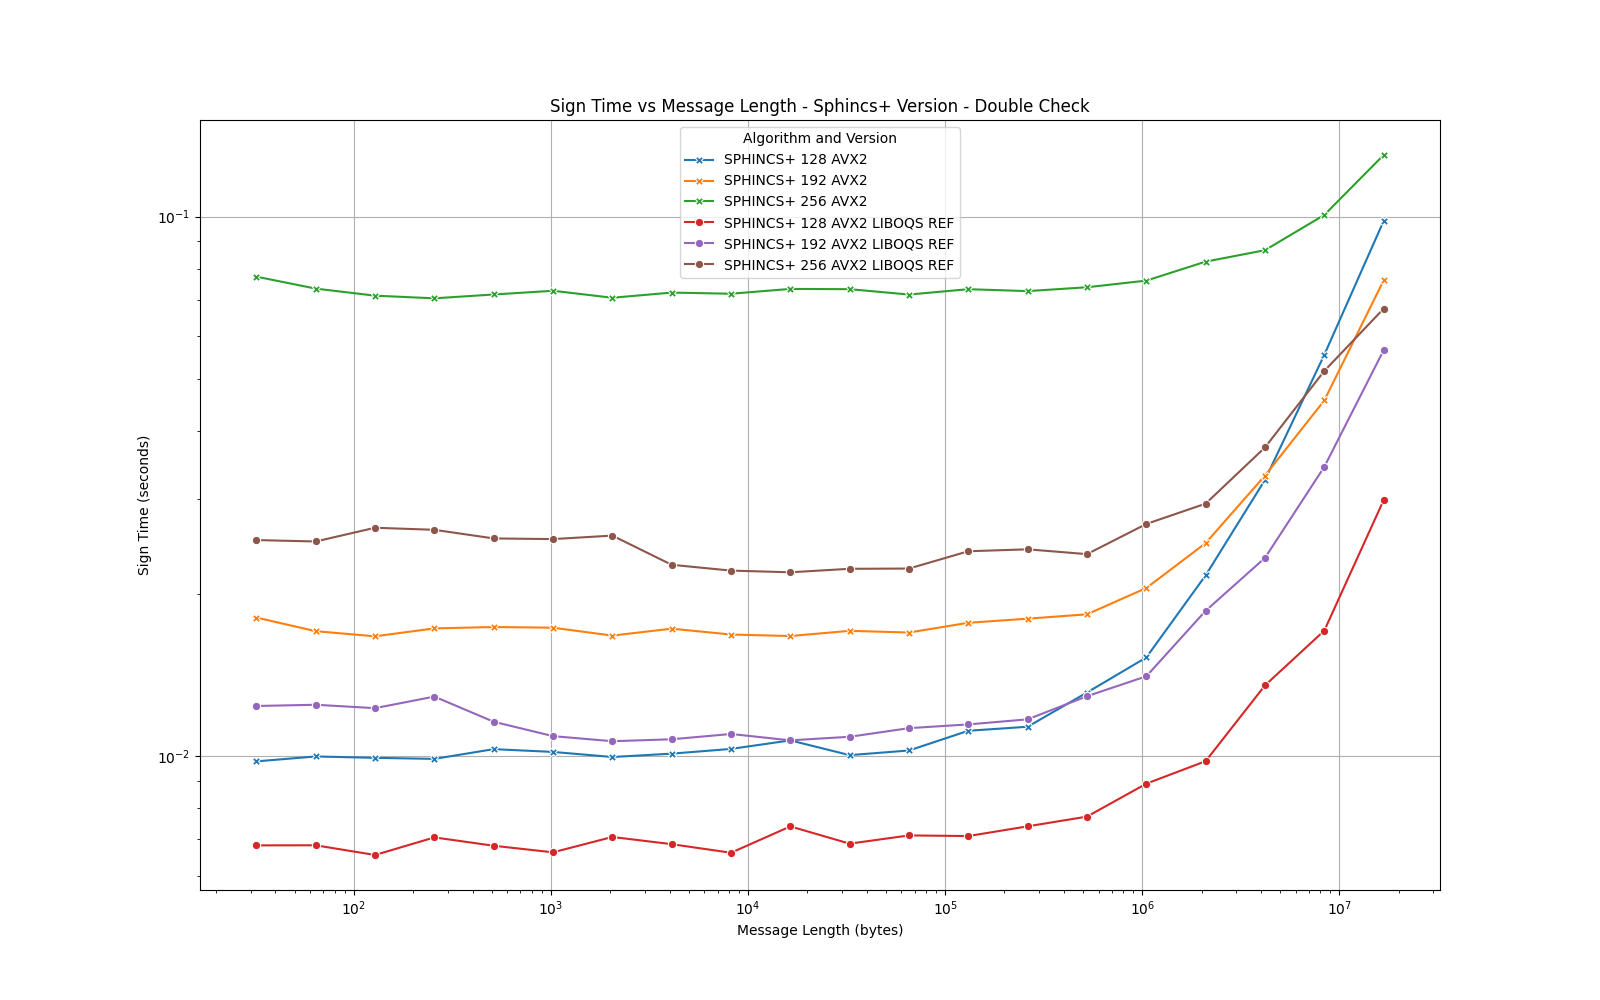 Sign Time vs Message Length - Sphincs+ Version - Double Check
Algorithm and Version
SPHINCS+ 128 AVX2
SPHINCS+ 192 AVX2
SPHINCS+ 256 AVX2
SPHINCS+ 128 AVX2 LIBOQS REF
SPHINCS+ 192 AVX2 LIBOQS REF
SPHINCS+ 256 AVX2 LIBOQS REF
Sign Time (seconds)
10⁻¹
10⁻²
10² 10³ 10⁴ 10⁵ 10⁶ 10⁷
Message Length (bytes)